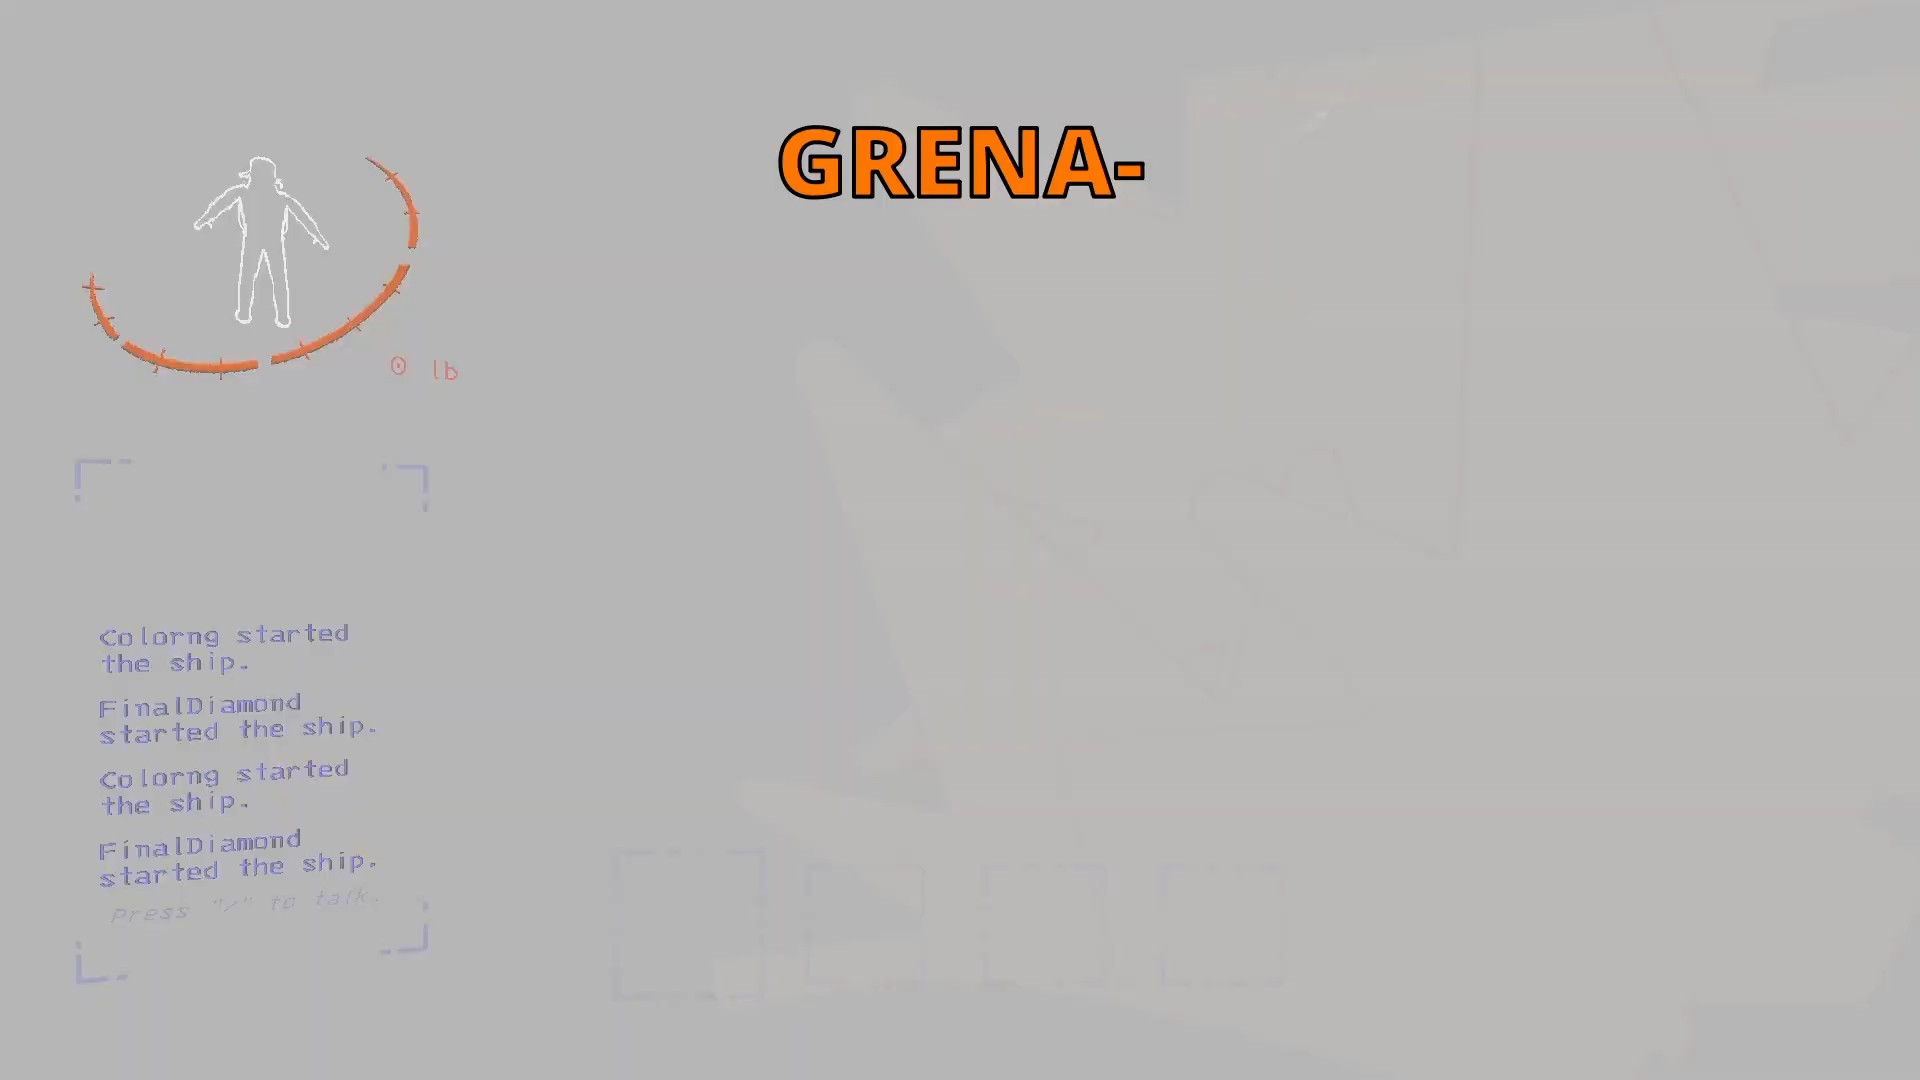 GRENA-
0 lb
Colorng started
the ship.
FinalDiamond
started the ship.
Colorng started
the ship.
FinalDiamond
started the ship.
Press "/" to talk.